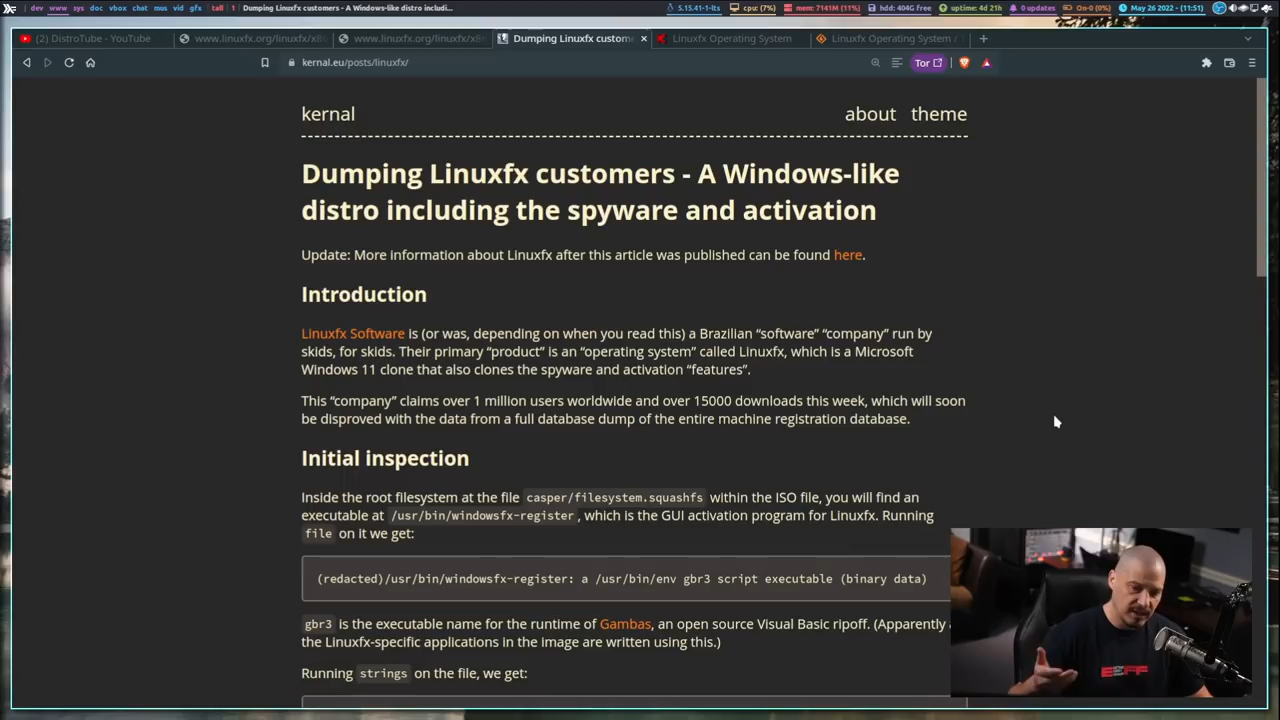 dev www sys doc vbox chat mus vid gfx | tall | 1 | Dumping Linuxfx customers - A Windows-like distro includi...
5.15.41-1-lts cpu: (7%) mem: 7141M (11%) hdd: 404G free uptime: 4d 21h 0 updates On-0 (0%) May 26 2022 - (11:51)
(1) DistroTube - YouTube
www.linuxfx.org/linuxfx/x8
www.linuxfx.org/linuxfx/x8
Dumping Linuxfx custom
Linuxfx Operating System
Linuxfx Operating System /
kernal.eu/posts/linuxfx/
Tor
kernal
about theme
Dumping Linuxfx customers - A Windows-like
distro including the spyware and activation
Update: More information about Linuxfx after this article was published can be found here.
Introduction
Linuxfx Software is (or was, depending on when you read this) a Brazilian “software” “company” run by
skids, for skids. Their primary “product” is an “operating system” called Linuxfx, which is a Microsoft
Windows 11 clone that also clones the spyware and activation “features”.
This “company” claims over 1 million users worldwide and over 15000 downloads this week, which will soon
be disproved with the data from a full database dump of the entire machine registration database.
Initial inspection
Inside the root filesystem at the file casper/filesystem.squashfs within the ISO file, you will find an
executable at /usr/bin/windowsfx-register, which is the GUI activation program for Linuxfx. Running
file on it we get:
(redacted)/usr/bin/windowsfx-register: a /usr/bin/env gbr3 script executable (binary data)
gbr3 is the executable name for the runtime of Gambas, an open source Visual Basic ripoff. (Apparently a
the Linuxfx-specific applications in the image are written using this.)
Running strings on the file, we get:
EFF